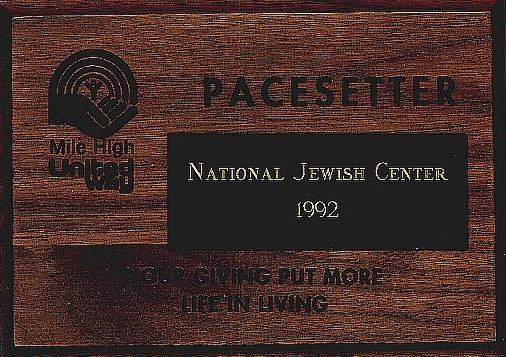 PACESETTER
Mile High
United
Way
NATIONAL JEWISH CENTER
1992
YOUR GIVING PUT MORE
LIFE IN LIVING